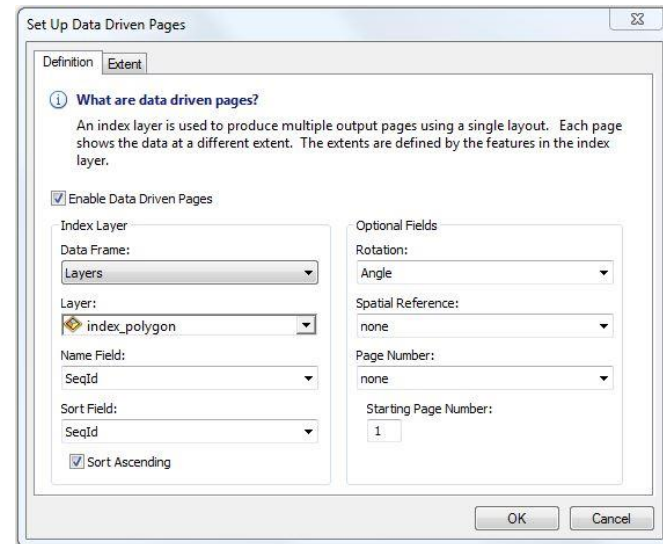 Set Up Data Driven Pages
Definition
Extent
What are data driven pages?
An index layer is used to produce multiple output pages using a single layout. Each page
shows the data at a different extent. The extents are defined by the features in the index
layer.
Enable Data Driven Pages
Index Layer
Data Frame:
Layers
Layer:
index_polygon
Name Field:
SeqId
Sort Field:
SeqId
Sort Ascending
Optional Fields
Rotation:
Angle
Spatial Reference:
none
Page Number:
none
Starting Page Number:
1
OK
Cancel